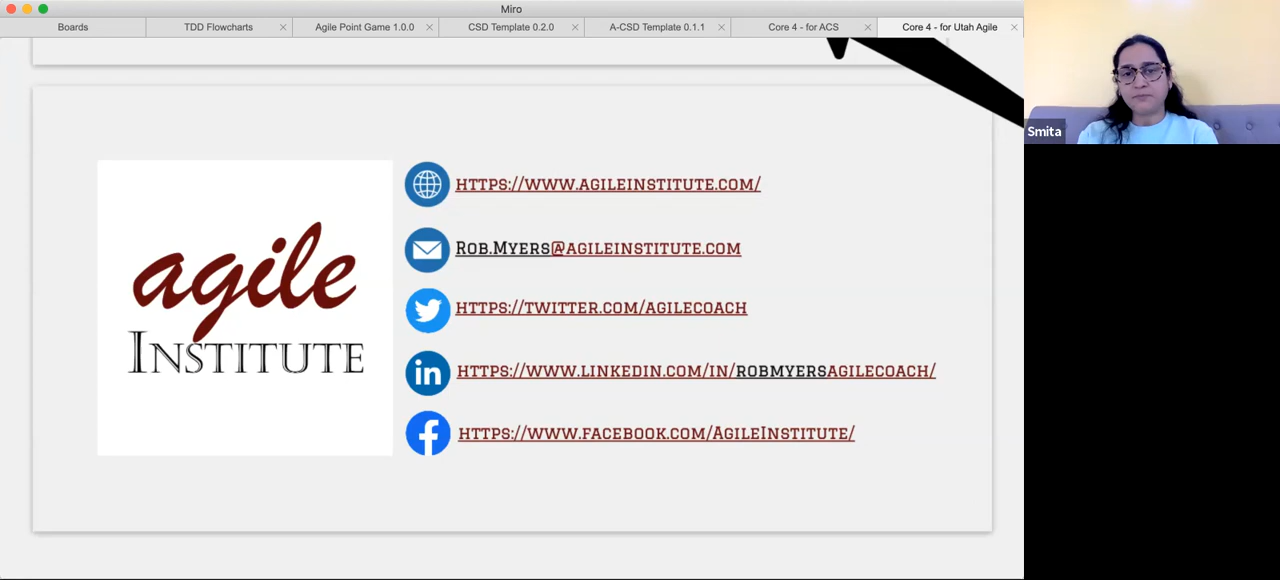 Miro
Boards
TDD Flowcharts
Agile Point Game 1.0.0
CSD Template 0.2.0
A-CSD Template 0.1.1
Core 4 - for ACS
Core 4 - for Utah Agile
Smita
agile
INSTITUTE
HTTPS://WWW.AGILEINSTITUTE.COM/
ROB.MYERS@AGILEINSTITUTE.COM
HTTPS://TWITTER.COM/AGILECOACH
HTTPS://WWW.LINKEDIN.COM/IN/ROBMYERSAGILECOACH/
HTTPS://WWW.FACEBOOK.COM/AGILEINSTITUTE/